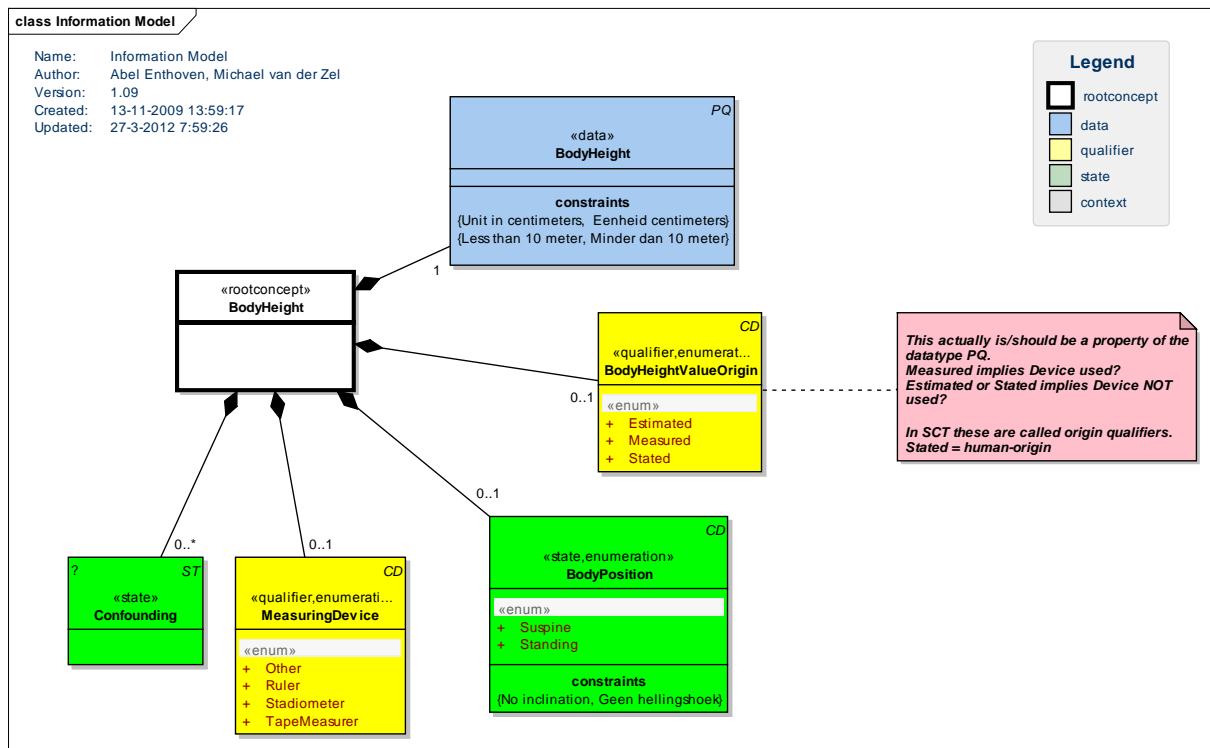 class Information Model
Name: Information Model
Author: Abel Enthoven, Michael van der Zel
Version: 1.09
Created: 13-11-2009 13:59:17
Updated: 27-3-2012 7:59:26
Legend
rootconcept
data
qualifier
state
context
PQ
«data»
BodyHeight
constraints
{Unit in centimeters, Eenheid centimeters}
{Less than 10 meter, Minder dan 10 meter}
1
«rootconcept»
BodyHeight
CD
«qualifier,enumerat...
BodyHeightValueOrigin
0..1
«enum»
+ Estimated
+ Measured
+ Stated
This actually is/should be a property of the
datatype PQ.
Measured implies Device used?
Estimated or Stated implies Device NOT
used?
In SCT these are called origin qualifiers.
Stated = human-origin
0..1
CD
«state,enumeration»
BodyPosition
«enum»
+ Suspine
+ Standing
constraints
{No inclination, Geen hellingshoek}
0..*
? ST
«state»
Confounding
0..1
CD
«qualifier,enumerati...
MeasuringDevice
«enum»
+ Other
+ Ruler
+ Stadiometer
+ TapeMeasurer